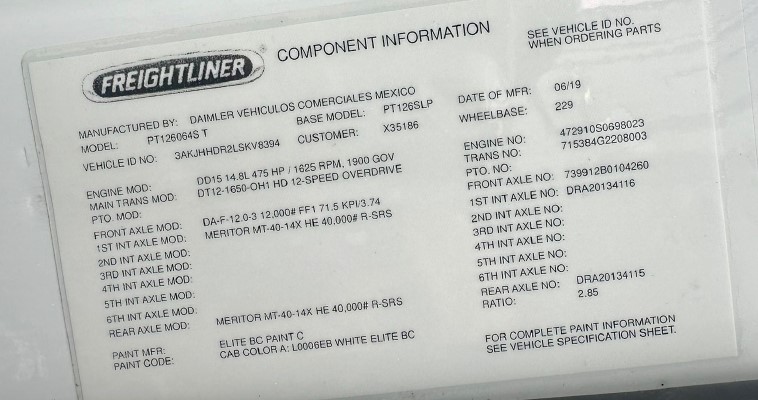 FREIGHTLINER
COMPONENT INFORMATION
SEE VEHICLE ID NO.
WHEN ORDERING PARTS
MANUFACTURED BY: DAIMLER VEHICULOS COMERCIALES MEXICO
MODEL: PT126064S T BASE MODEL: PT126SLP
VEHICLE ID NO: 3AKJHHDR2LSKV8394 CUSTOMER: X35186
DATE OF MFR: 06/19
WHEELBASE: 229
ENGINE MOD: DD15 14.8L 475 HP / 1625 RPM, 1900 GOV
MAIN TRANS MOD: DT12-1650-OH1 HD 12-SPEED OVERDRIVE
PTO. MOD:
FRONT AXLE MOD: DA-F-12.0-3 12,000# FF1 71.5 KPI/3.74
1ST INT AXLE MOD: MERITOR MT-40-14X HE 40,000# R-SRS
2ND INT AXLE MOD:
3RD INT AXLE MOD:
4TH INT AXLE MOD:
5TH INT AXLE MOD:
6TH INT AXLE MOD:
REAR AXLE MOD: MERITOR MT-40-14X HE 40,000# R-SRS
ENGINE NO: 472910S0698023
TRANS NO: 715384G2208003
PTO. NO:
FRONT AXLE NO: 739912B0104260
1ST INT AXLE NO: DRA20134116
2ND INT AXLE NO:
3RD INT AXLE NO:
4TH INT AXLE NO:
5TH INT AXLE NO:
6TH INT AXLE NO:
REAR AXLE NO: DRA20134115
RATIO: 2.85
PAINT MFR: ELITE BC PAINT C
PAINT CODE: CAB COLOR A: L0006EB WHITE ELITE BC
FOR COMPLETE PAINT INFORMATION
SEE VEHICLE SPECIFICATION SHEET.